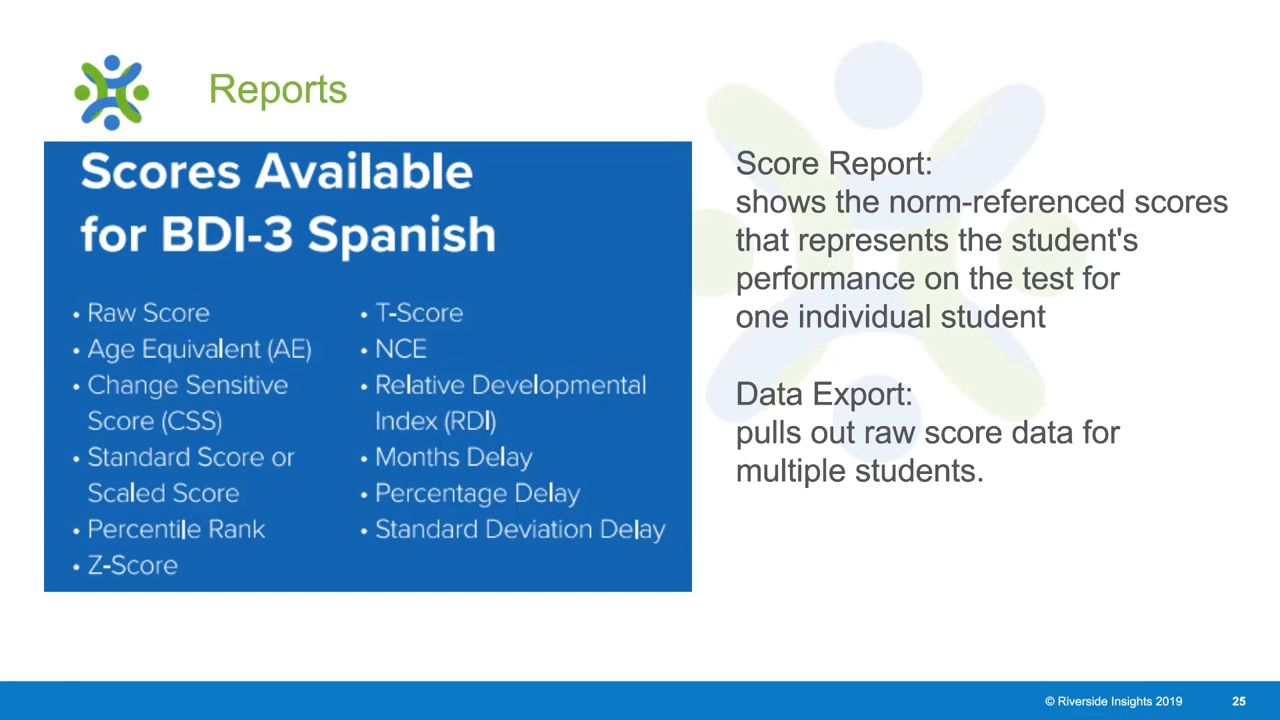 Reports
Scores Available
for BDI-3 Spanish
• Raw Score
• Age Equivalent (AE)
• Change Sensitive
Score (CSS)
• Standard Score or
Scaled Score
• Percentile Rank
• Z-Score
• T-Score
• NCE
• Relative Developmental
Index (RDI)
• Months Delay
• Percentage Delay
• Standard Deviation Delay
Score Report:
shows the norm-referenced scores
that represents the student's
performance on the test for
one individual student
Data Export:
pulls out raw score data for
multiple students.
© Riverside Insights 2019
25